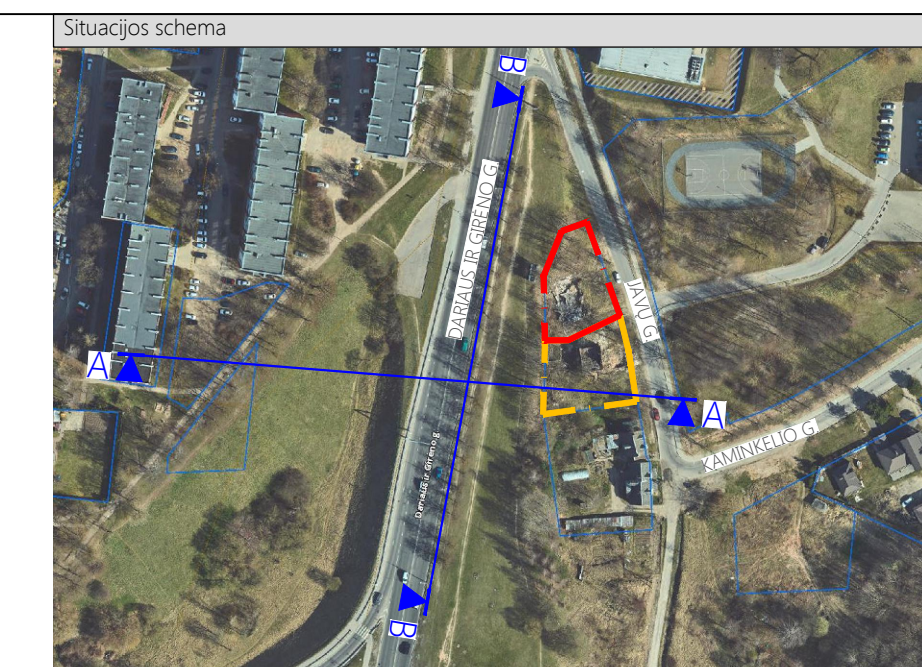 Situacijos schema
B
DARIAUS IR GIRĖNO G
JAVŲ G
A
A
KAMINKELIO G
Dariaus ir Girėno g
B